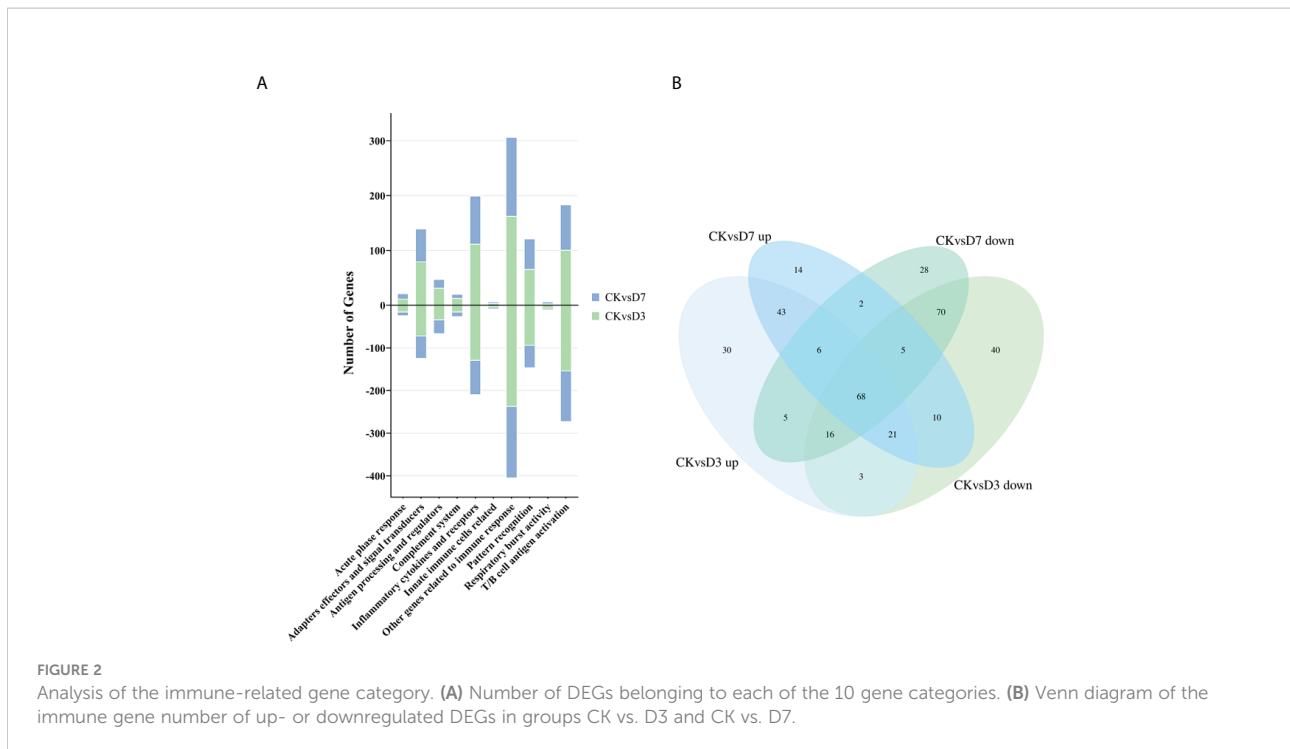 A
B
300
200
100
0
-100
-200
-300
-400
Number of Genes
CKvsD7
CKvsD3
Acute phase response
Adapters effectors and signal transducers
Antigen processing and regulators
Complement system
Inflammatory cytokines and receptors
Innate immune cells related
Other genes related to immune response
Pattern recognition
Respiratory burst activity
T/B cell antigen activation
CKvsD7 up
CKvsD7 down
14
28
2
43
70
30
6
5
40
68
5
10
16
21
CKvsD3 up
3
CKvsD3 down
FIGURE 2
Analysis of the immune-related gene category. (A) Number of DEGs belonging to each of the 10 gene categories. (B) Venn diagram of the
immune gene number of up- or downregulated DEGs in groups CK vs. D3 and CK vs. D7.